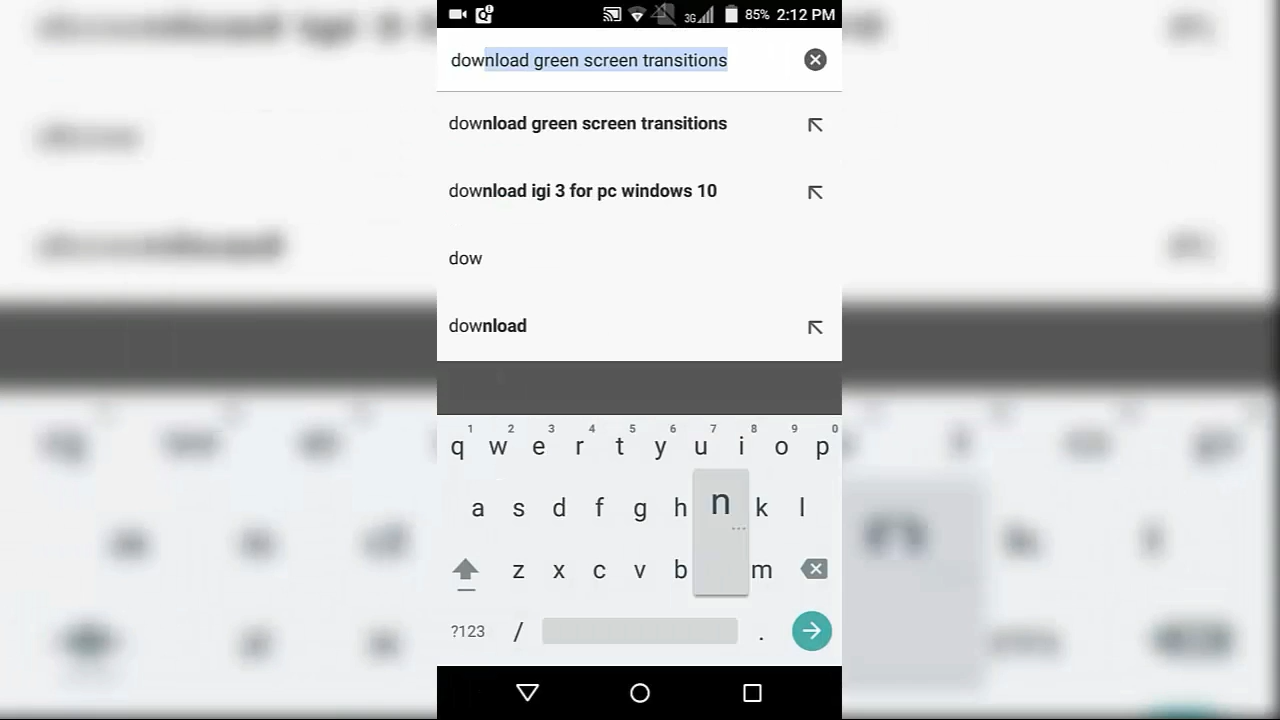 3G 85% 2:12 PM
download green screen transitions
download green screen transitions
download igi 3 for pc windows 10
dow
download
1 2 3 4 5 6 7 8 9 0
q w e r t y u i o p
a s d f g h n k l
z x c v b m
?123 / .